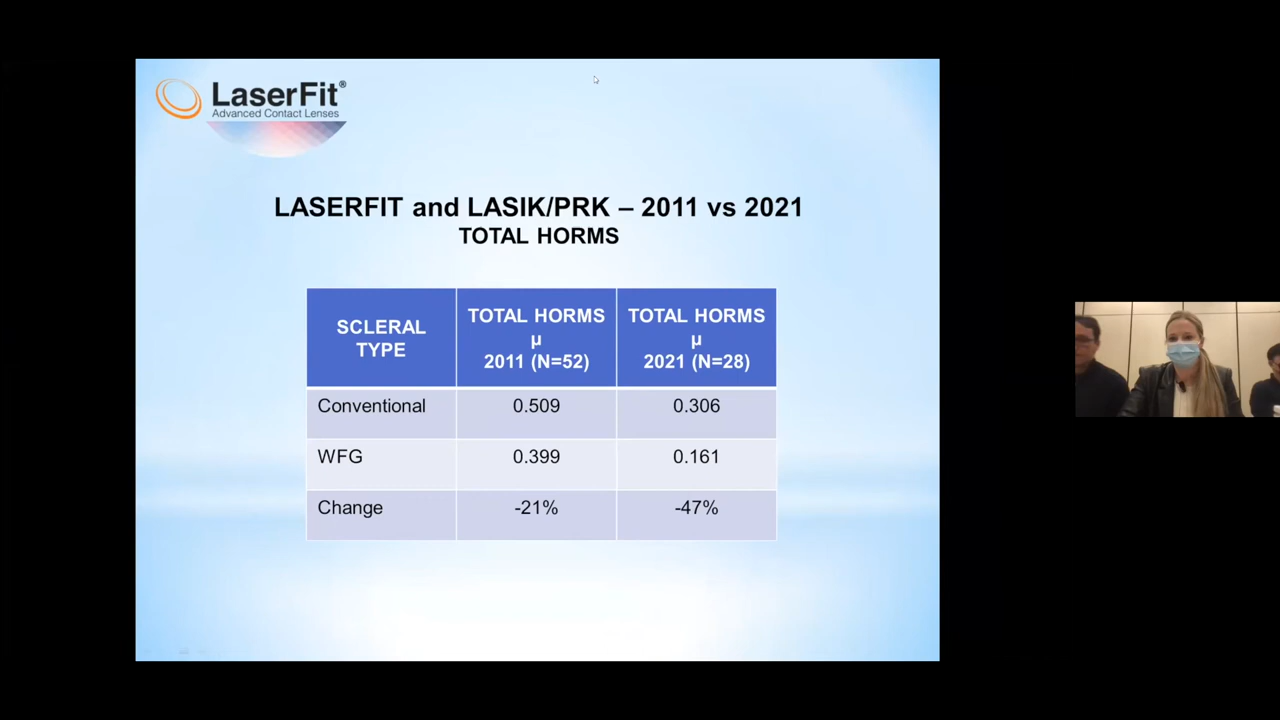 LaserFit®
Advanced Contact Lenses
LASERFIT and LASIK/PRK – 2011 vs 2021
TOTAL HORMS
SCLERAL TYPE
TOTAL HORMS
µ
2011 (N=52)
TOTAL HORMS
µ
2021 (N=28)
Conventional 0.509 0.306
WFG 0.399 0.161
Change -21% -47%